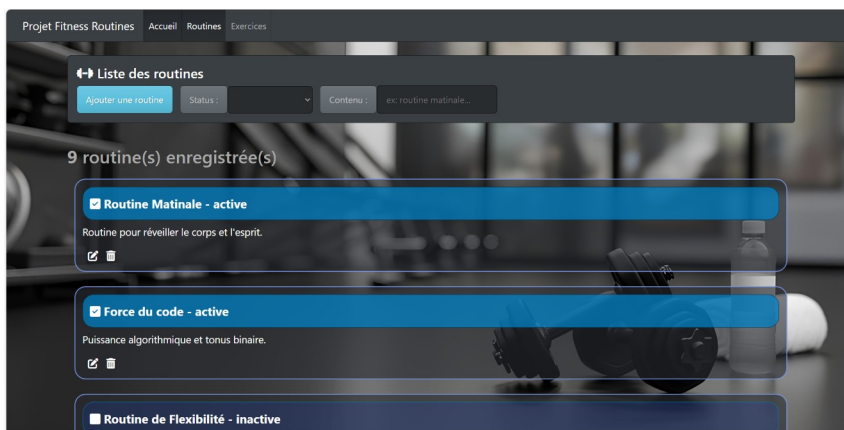 Projet Fitness Routines Accueil Routines Exercices
Liste des routines
Ajouter une routine Status : Contenu : ex: routine matinale...
9 routine(s) enregistrée(s)
Routine Matinale - active
Routine pour réveiller le corps et l'esprit.
Force du code - active
Puissance algorithmique et tonus binaire.
Routine de Flexibilité - inactive